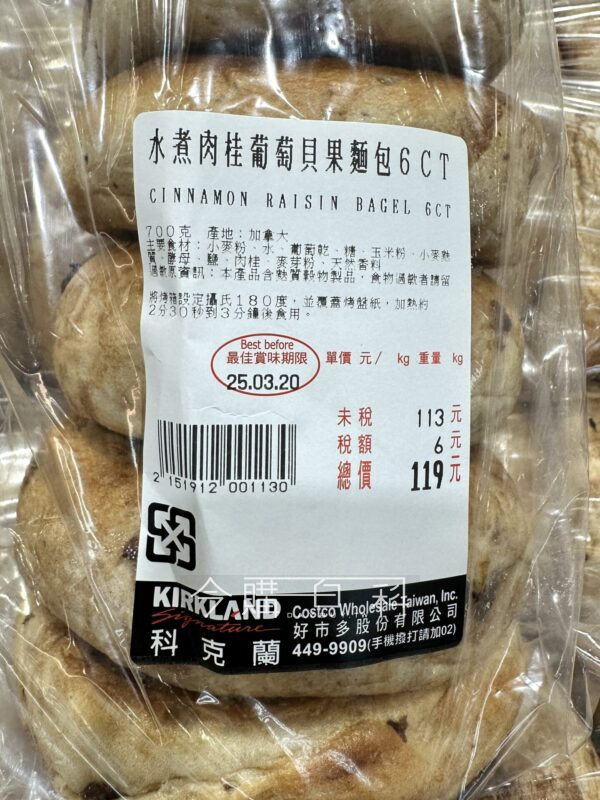 水煮肉桂葡萄貝果麵包6CT
CINNAMON RAISIN BAGEL 6CT
700克 產地：加拿大
主要食材：小麥粉、水、葡萄乾、糖、玉米粉、小麥麩
質、酵母、鹽、肉桂、麥芽粉、天然香料
過敏原資訊：本產品含麩質穀物製品，食物過敏者請留
將烤箱設定攝氏180度，並覆蓋烤盤紙，加熱約
2分30秒到3分鐘後食用。
Best before
最佳賞味期限 單價 元/ kg 重量 kg
25.03.20
未稅 113元
稅額 6元
總價 119元
2 151912 001130
KIRKLAND
Signature
科克蘭
Costco Wholesale Taiwan, Inc.
好市多股份有限公司
449-9909(手機撥打請加02)